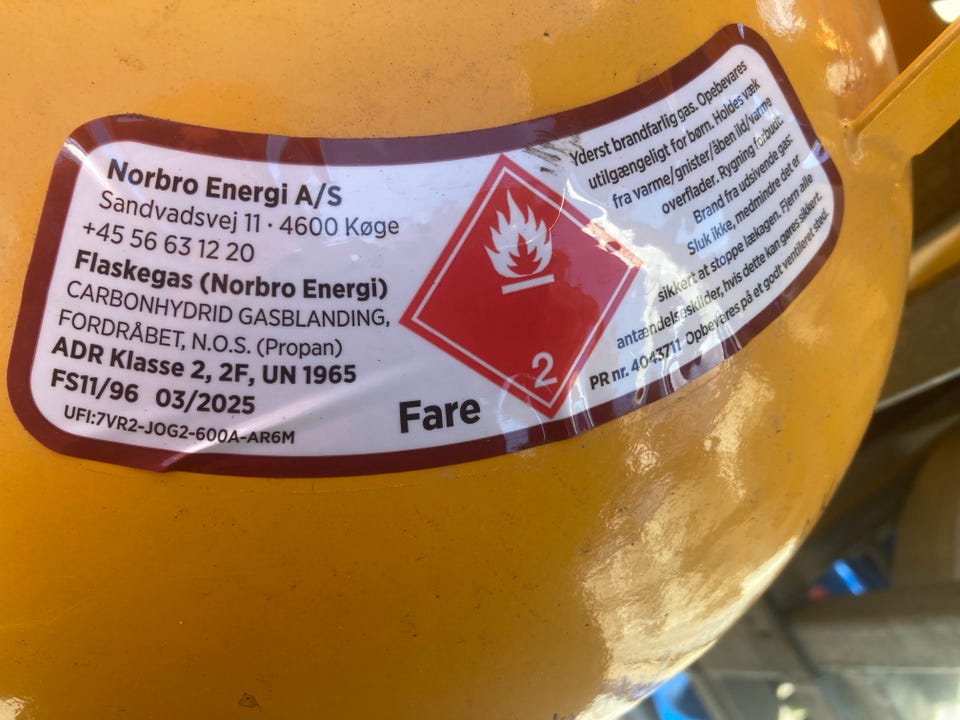 Norbro Energi A/S
Sandvadsvej 11 · 4600 Køge
+45 56 63 12 20
Flaskegas (Norbro Energi)
CARBONHYDRID GASBLANDING,
FORDRÅBET, N.O.S. (Propan)
ADR Klasse 2, 2F, UN 1965
FS11/96 03/2025
UFI:7VR2-JOG2-600A-AR6M
Fare
2
Yderst brandfarlig gas. Opebevares
utilgængeligt for børn. Holdes væk
fra varme/gnister/åben ild/varme
overflader. Rygning forbudt.
Brand fra udsivende gas:
Sluk ikke, medmindre det er
sikkert at stoppe lækagen. Fjern alle
antændelseskilder, hvis dette kan gøres sikkert.
PR nr. 4043711 Opbevares på et godt ventileret sted.